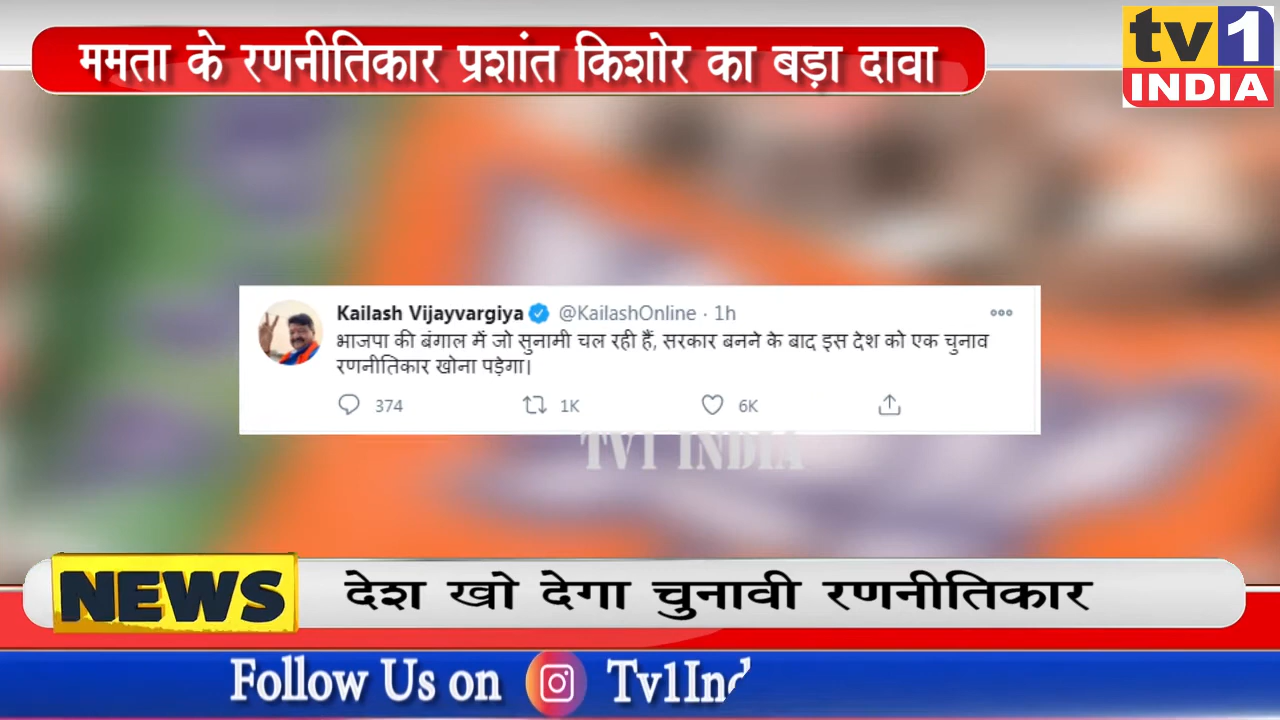 ममता के रणनीतिकार प्रशांत किशोर का बड़ा दावा
tv1
INDIA
Kailash Vijayvargiya @KailashOnline · 1h
भाजपा की बंगाल में जो सुनामी चल रही हैं, सरकार बनने के बाद इस देश को एक चुनाव
रणनीतिकार खोना पड़ेगा।
374 1K 6K
TV1 INDIA
NEWS देश खो देगा चुनावी रणनीतिकार
Follow Us on Tv1Ind